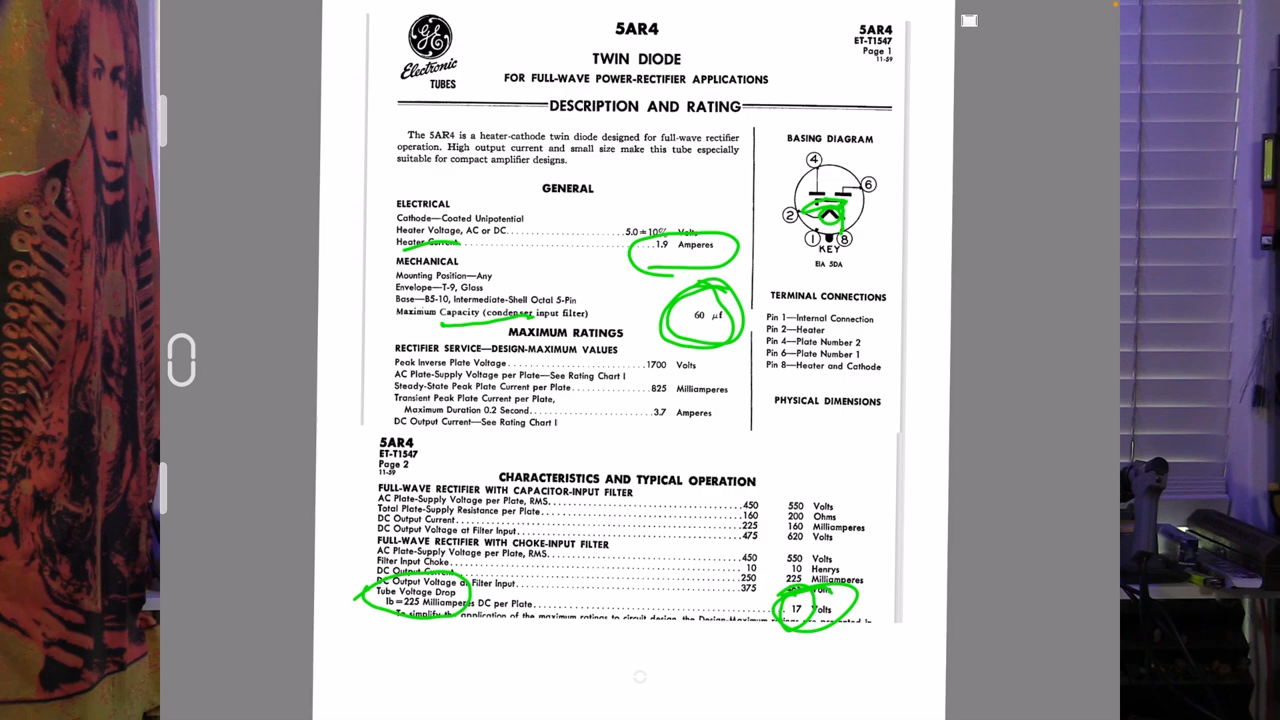 GE
Electronic
TUBES
5AR4
TWIN DIODE
FOR FULL-WAVE POWER-RECTIFIER APPLICATIONS
5AR4
ET-T1547
Page 1
11-59
DESCRIPTION AND RATING
The 5AR4 is a heater-cathode twin diode designed for full-wave rectifier
operation. High output current and small size make this tube especially
suitable for compact amplifier designs.
GENERAL
ELECTRICAL
Cathode—Coated Unipotential
Heater Voltage, AC or DC. 5.0±10% Volts
Heater Current 1.9 Amperes
MECHANICAL
Mounting Position—Any
Envelope—T-9, Glass
Base—B5-10, Intermediate-Shell Octal 5-Pin
Maximum Capacity (condenser input filter) 60 µf
MAXIMUM RATINGS
RECTIFIER SERVICE—DESIGN-MAXIMUM VALUES
Peak Inverse Plate Voltage 1700 Volts
AC Plate-Supply Voltage per Plate—See Rating Chart I
Steady-State Peak Plate Current per Plate 825 Milliamperes
Transient Peak Plate Current per Plate,
Maximum Duration 0.2 Second 3.7 Amperes
DC Output Current—See Rating Chart I
BASING DIAGRAM
4
6
2
1 8
KEY
EIA 5DA
TERMINAL CONNECTIONS
Pin 1—Internal Connection
Pin 2—Heater
Pin 4—Plate Number 2
Pin 6—Plate Number 1
Pin 8—Heater and Cathode
PHYSICAL DIMENSIONS
5AR4
ET-T1547
Page 2
11-59
CHARACTERISTICS AND TYPICAL OPERATION
FULL-WAVE RECTIFIER WITH CAPACITOR-INPUT FILTER
AC Plate-Supply Voltage per Plate, RMS 450 550 Volts
Total Plate-Supply Resistance per Plate 160 200 Ohms
DC Output Current 225 160 Milliamperes
DC Output Voltage at Filter Input 475 620 Volts
FULL-WAVE RECTIFIER WITH CHOKE-INPUT FILTER
AC Plate-Supply Voltage per Plate, RMS 450 550 Volts
Filter Input Choke 10 10 Henrys
DC Output Current 250 225 Milliamperes
DC Output Voltage at Filter Input 375 Volts
Tube Voltage Drop
Ib=225 Milliamperes DC per Plate 17 Volts